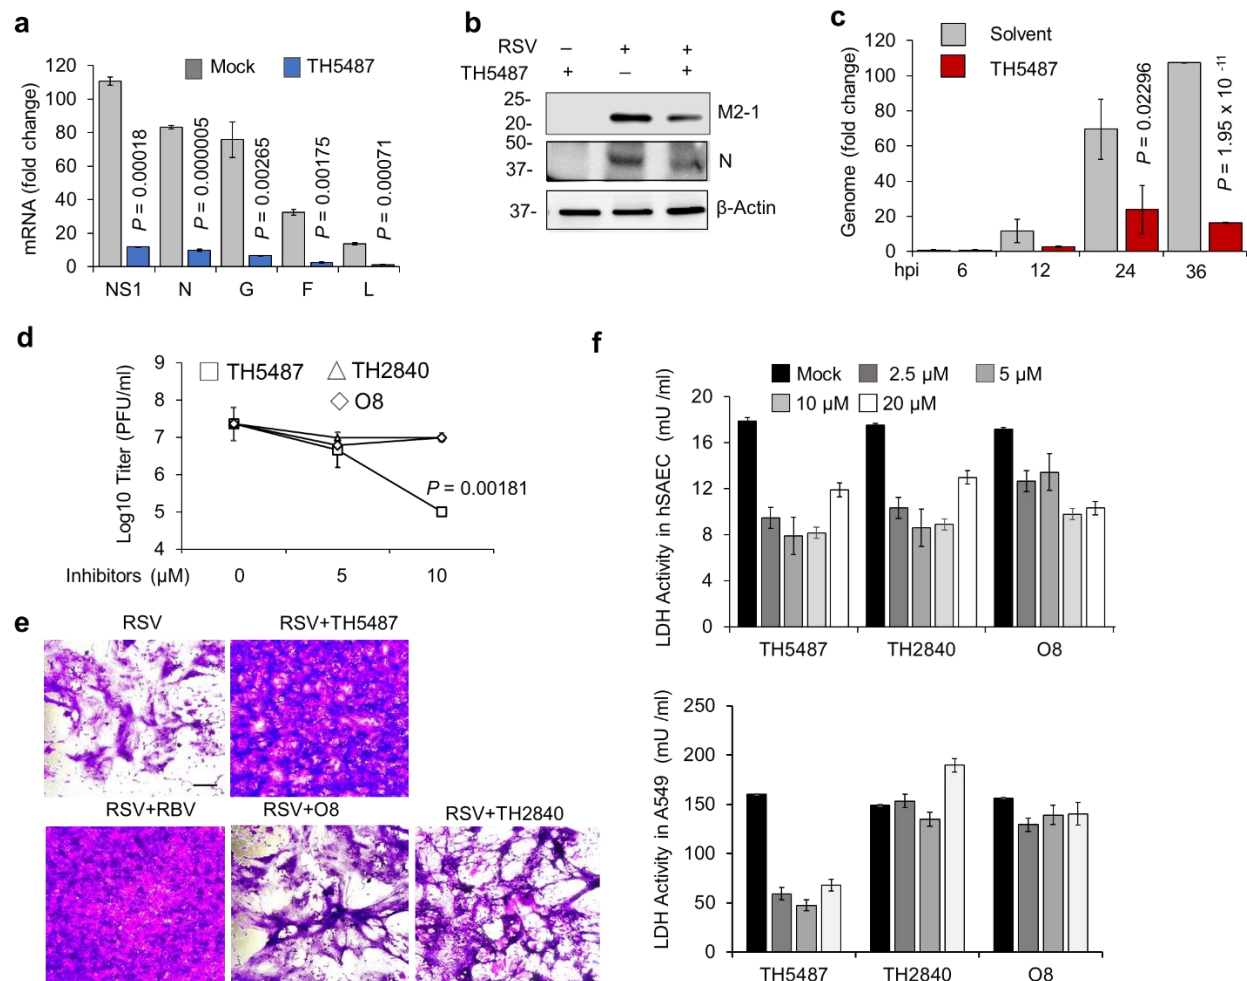 a
120
100
80
60
40
20
0
mRNA (fold change)
Mock
TH5487
P = 0.00018
P = 0.000005
P = 0.00265
P = 0.00175
P = 0.00071
NS1 N G F L
b
RSV – + +
TH5487 + – +
25-
20-
M2-1
50-
37-
N
37-
β-Actin
c
120
100
80
60
40
20
0
Genome (fold change)
Solvent
TH5487
P = 0.02296
P = 1.95 x 10 -11
hpi 6 12 24 36
d
9
8
7
6
5
4
Log10 Titer (PFU/ml)
TH5487
TH2840
O8
P = 0.00181
Inhibitors (µM) 0 5 10
e
RSV
RSV+TH5487
RSV+RBV
RSV+O8
RSV+TH2840
f
Mock
2.5 µM
5 µM
10 µM
20 µM
20
16
12
8
4
0
LDH Activity in hSAEC (mU /ml)
TH5487 TH2840 O8
250
200
150
100
50
0
LDH Activity in A549 (mU /ml)
TH5487 TH2840 O8